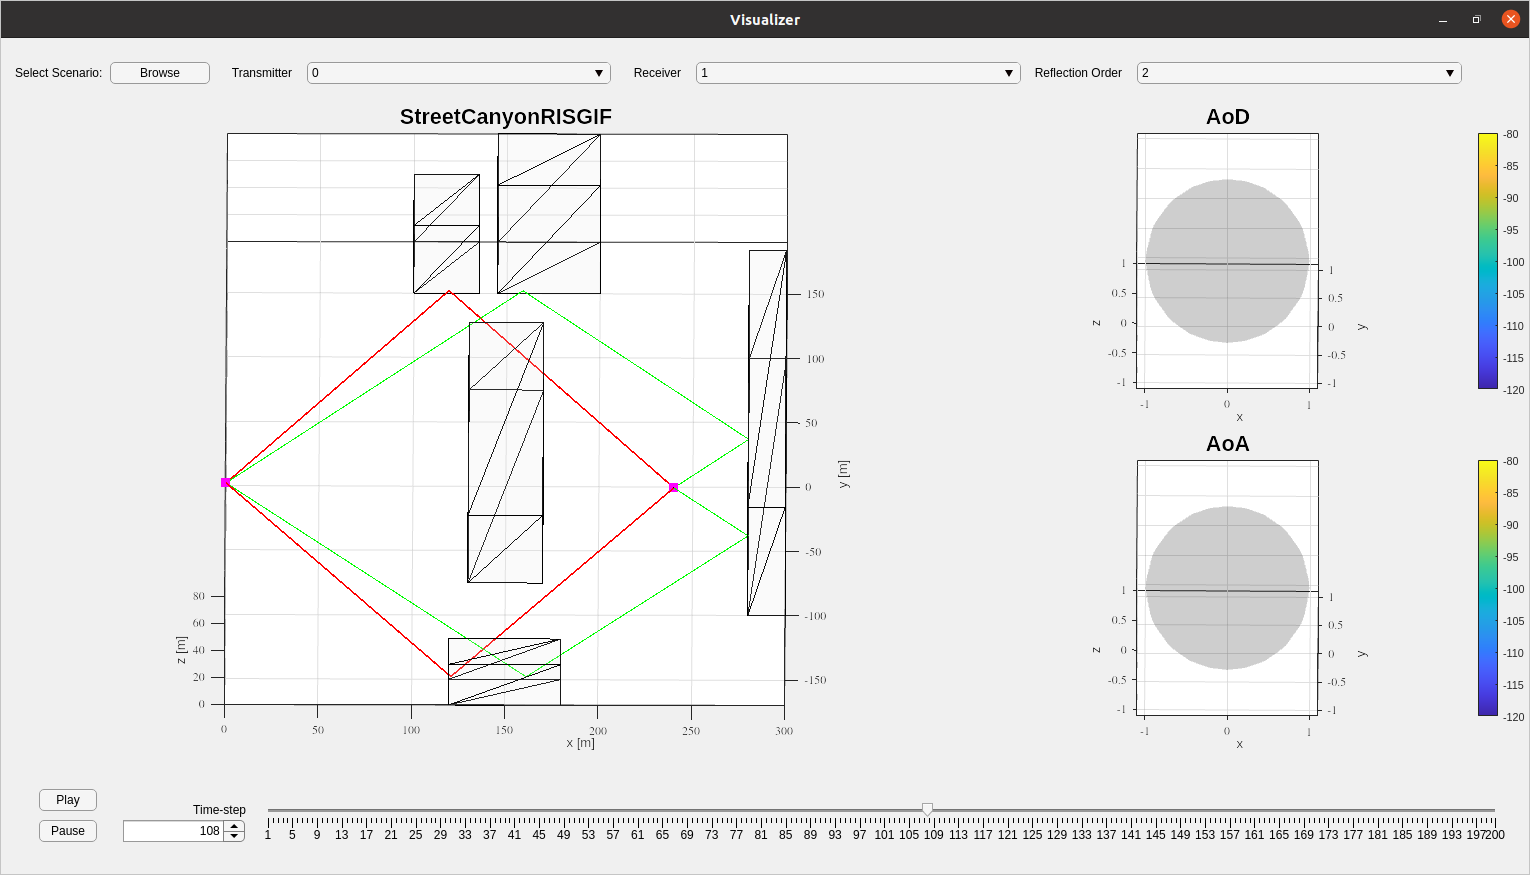 Visualizer
Select Scenario: Browse Transmitter 0 Receiver 1 Reflection Order 2
StreetCanyonRISGIF
150
100
50
0
-50
-100
-150
y [m]
80
60
40
20
0
z [m]
0 50 100 150 200 250 300
x [m]
AoD
1
0.5
0
-0.5
-1
z
1
0.5
0
-0.5
-1
y
-1 0 1
x
-80
-85
-90
-95
-100
-105
-110
-115
-120
AoA
1
0.5
0
-0.5
-1
z
1
0.5
0
-0.5
-1
y
-1 0 1
x
-80
-85
-90
-95
-100
-105
-110
-115
-120
Play
Pause
Time-step
108
1 5 9 13 17 21 25 29 33 37 41 45 49 53 57 61 65 69 73 77 81 85 89 93 97 101 105 109 113 117 121 125 129 133 137 141 145 149 153 157 161 165 169 173 177 181 185 189 193 197 200